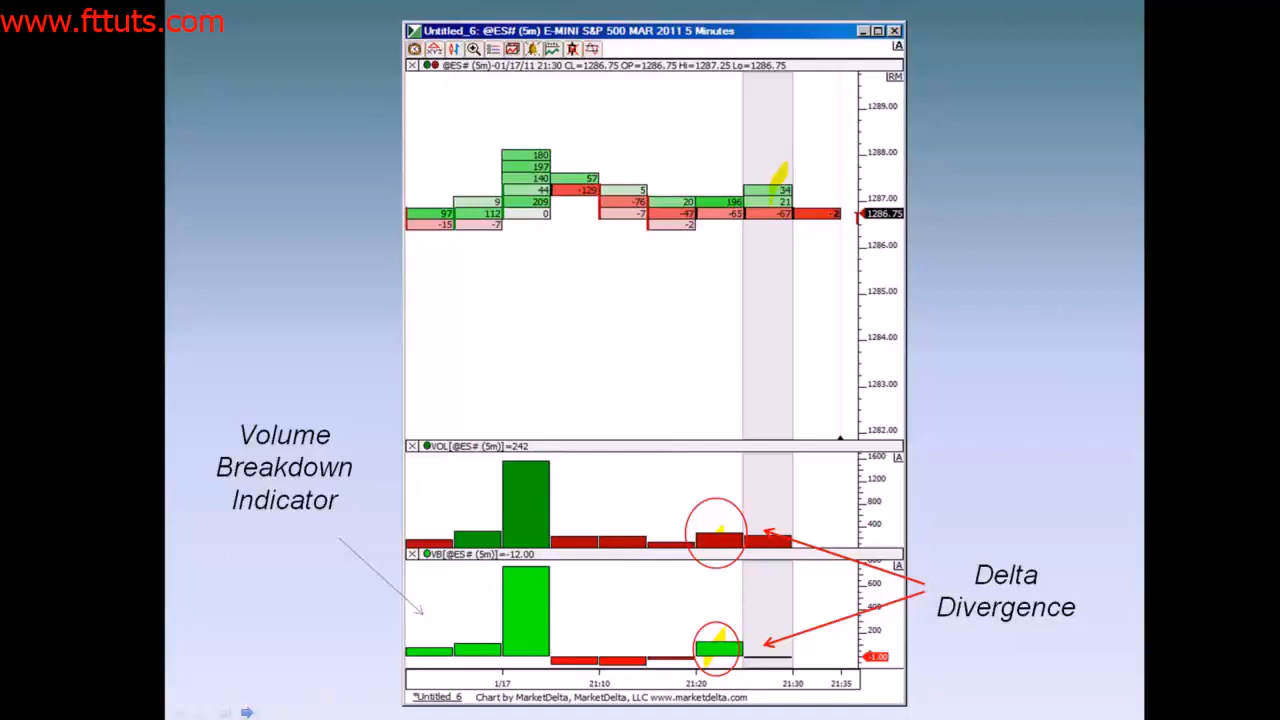 www.fttuts.com
Untitled_6: @ES# (5m) E-MINI S&P 500 MAR 2011 5 Minutes
A
@ES# (5m)-01/17/11 21:30 CL=1286.75 OP=1286.75 Hi=1287.25 Lo=1286.75
RM
1289.00
180
1288.00
197
140 57
44 -129 5 34
1287.00
9 209 -76 20 196 21
97 112 0 -7 -47 -65 -67 -2 1286.75
-15 -7 -2
1286.00
1285.00
1284.00
1283.00
1282.00
VOL[@ES# (5m)]=242
1600
A
1200
800
400
Volume
Breakdown
Indicator
VB[@ES# (5m)]=-12.00
A
600
400
200
-1.00
Delta
Divergence
1/17 21:10 21:20 21:30 21:35
*Untitled_6 Chart by MarketDelta, MarketDelta, LLC www.marketdelta.com